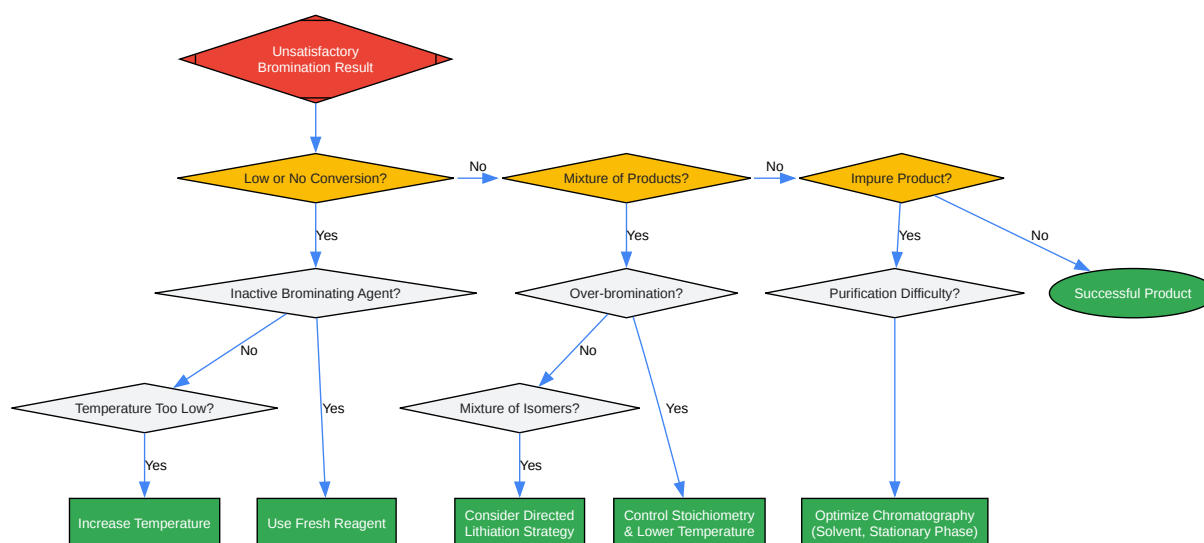 Unsatisfactory
Bromination Result
Low or No Conversion?
No
Mixture of Products?
No
Impure Product?
Yes
Yes
Yes
No
Inactive Brominating Agent?
Over-bromination?
Purification Difficulty?
Successful Product
No
No
Temperature Too Low?
Yes
Mixture of Isomers?
Yes
Yes
Yes
Increase Temperature
Use Fresh Reagent
Consider Directed
Lithiation Strategy
Control Stoichiometry
& Lower Temperature
Optimize Chromatography
(Solvent, Stationary Phase)